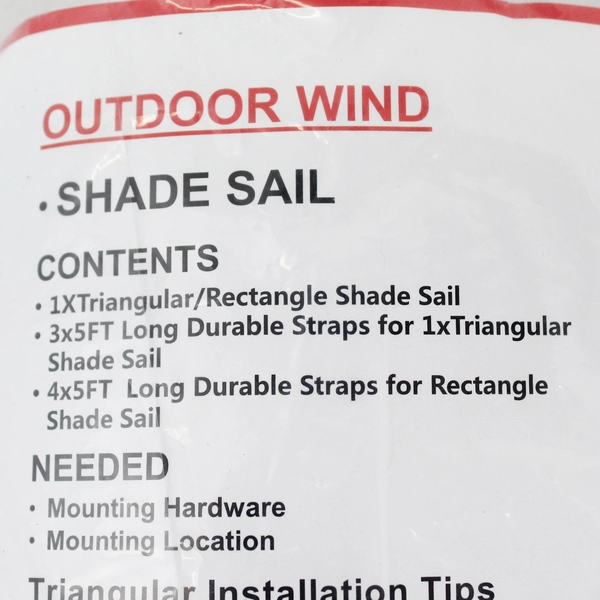 OUTDOOR WIND
• SHADE SAIL
CONTENTS
• 1XTriangular/Rectangle Shade Sail
• 3x5FT Long Durable Straps for 1xTriangular
Shade Sail
• 4x5FT Long Durable Straps for Rectangle
Shade Sail
NEEDED
• Mounting Hardware
• Mounting Location
Triangular Installation Tips